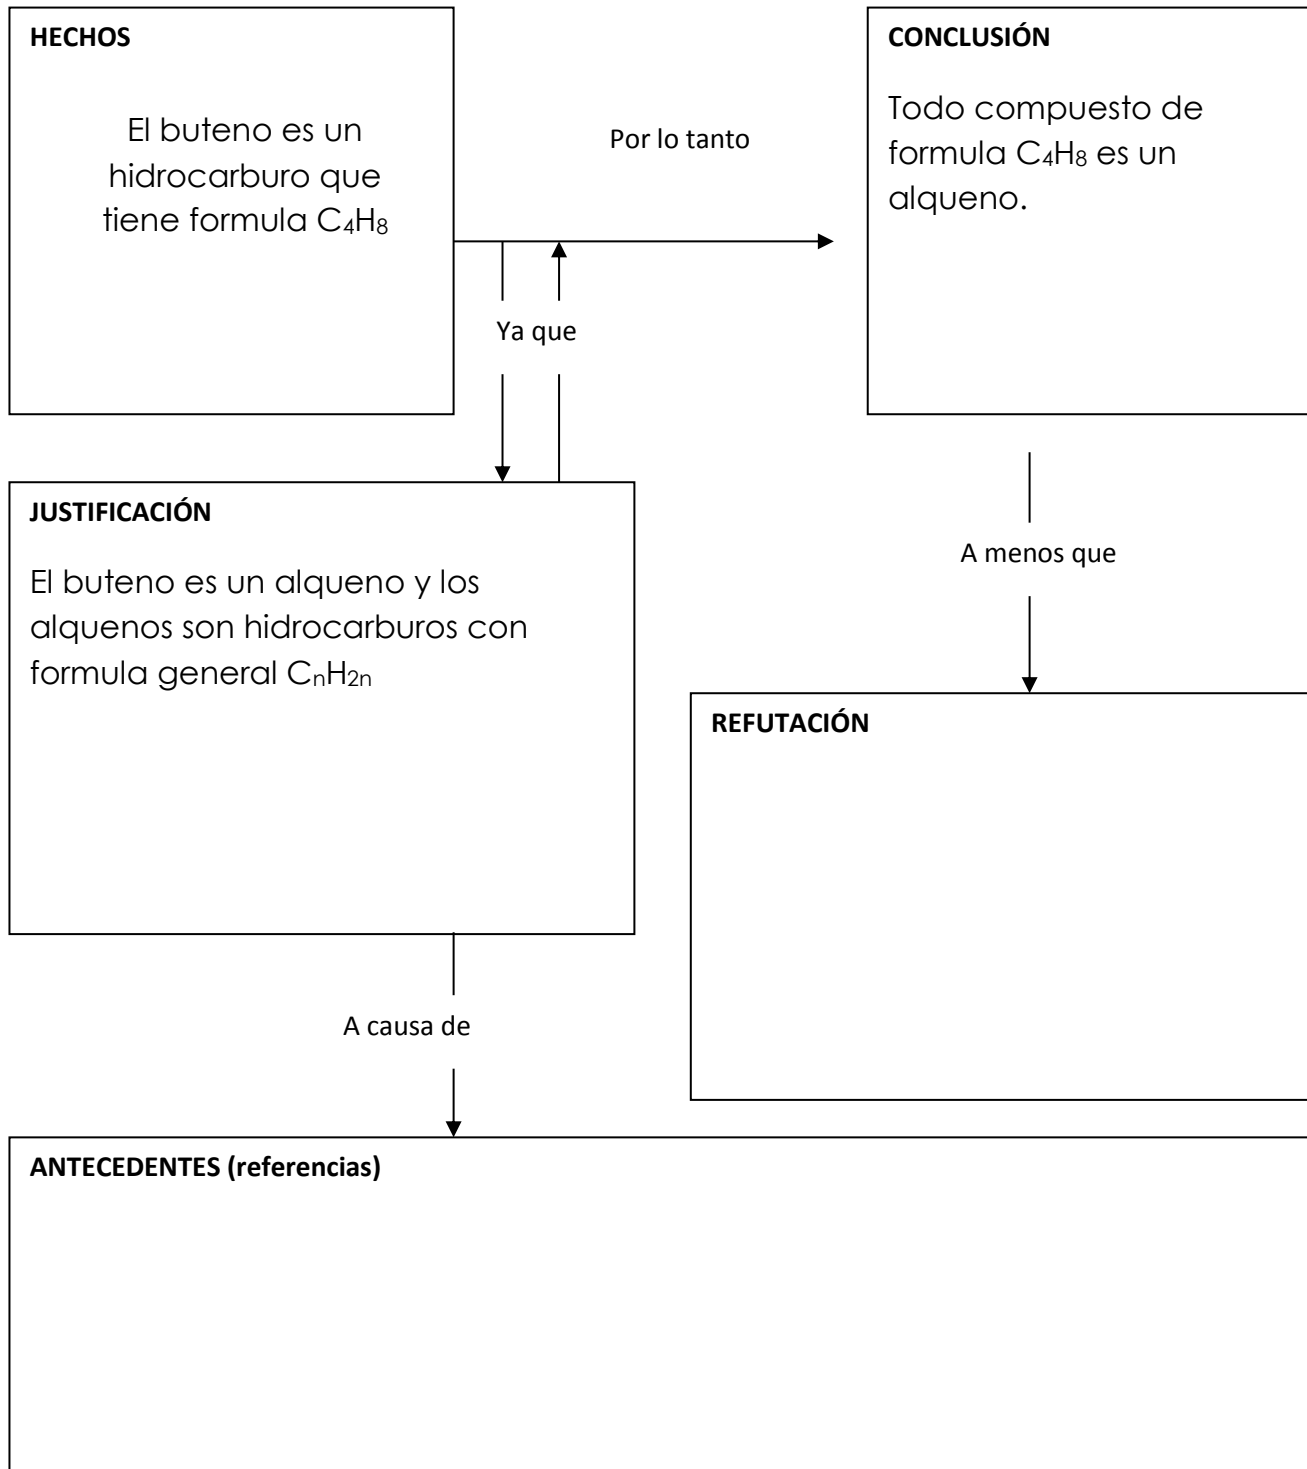 HECHOS
El buteno es un
hidrocarburo que
tiene formula C₄H₈
Por lo tanto
CONCLUSIÓN
Todo compuesto de
formula C₄H₈ es un
alqueno.
Ya que
JUSTIFICACIÓN
El buteno es un alqueno y los
alquenos son hidrocarburos con
formula general CₙH₂ₙ
A menos que
REFUTACIÓN
A causa de
ANTECEDENTES (referencias)